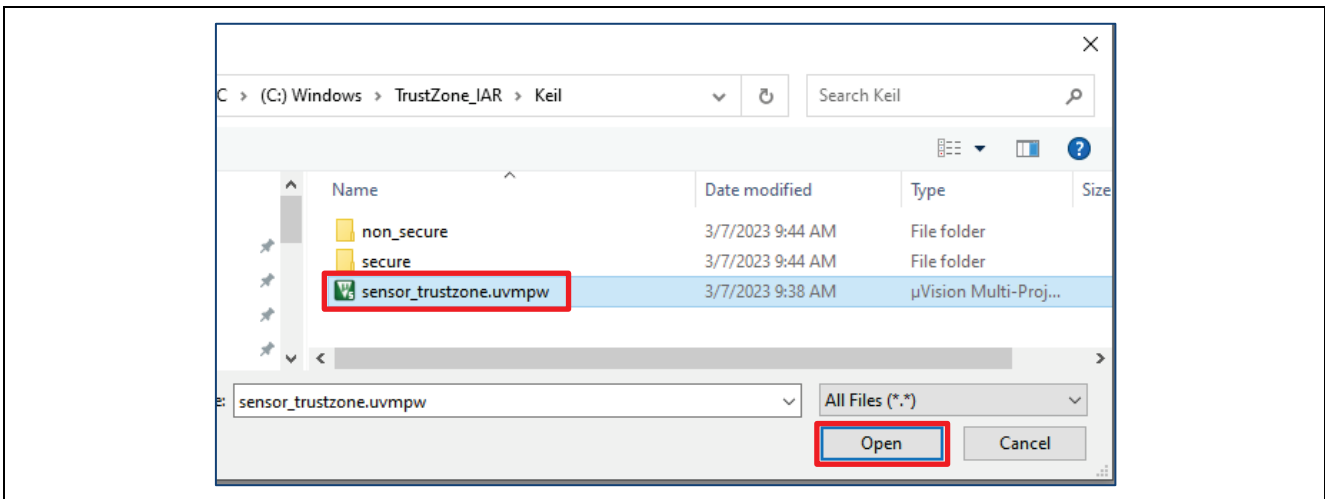 C > (C:) Windows > TrustZone_IAR > Keil
Search Keil
Name Date modified Type Size
non_secure 3/7/2023 9:44 AM File folder
secure 3/7/2023 9:44 AM File folder
sensor_trustzone.uvmpw 3/7/2023 9:38 AM µVision Multi-Proj...
e: sensor_trustzone.uvmpw All Files (*.*)
Open Cancel